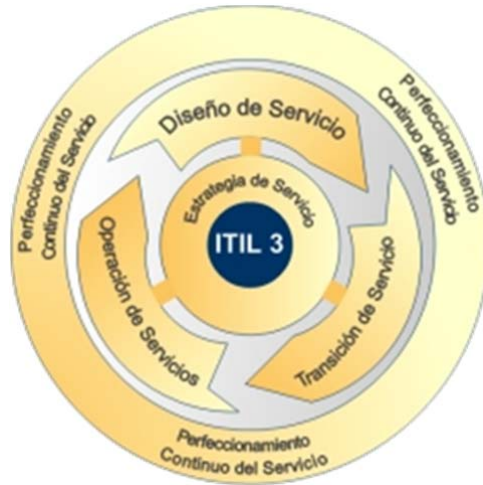 Perfeccionamiento
Continuo del Servicio
Perfeccionamiento
Continuo del Servicio
Diseño de Servicio
Estrategia de Servicio
ITIL 3
Operación de Servicios
Transición de Servicio
Perfeccionamiento
Continuo del Servicio